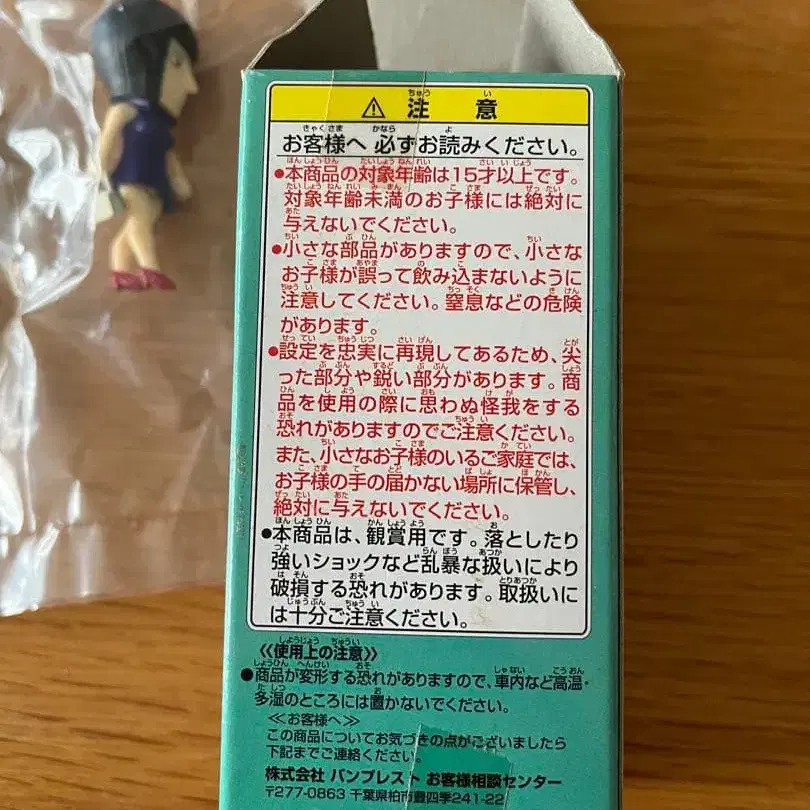 ⚠ 注意
お客様へ 必ずお読みください。
●本商品の対象年齢は15才以上です。
対象年齢未満のお子様には絶対に
与えないでください。
●小さな部品がありますので、小さな
お子様が誤って飲み込まないように
注意してください。窒息などの危険
があります。
●設定を忠実に再現してあるため、尖
った部分や鋭い部分があります。商
品を使用の際に思わぬ怪我をする
恐れがありますのでご注意ください。
また、小さなお子様のいるご家庭では、
お子様の手の届かない場所に保管し、
絶対に与えないでください。
●本商品は、観賞用です。落としたり
強いショックなど乱暴な扱いにより
破損する恐れがあります。取扱いに
は十分ご注意ください。
《使用上の注意》
●商品が変形する恐れがありますので、車内など高温・
多湿のところには置かないでください。
≪お客様へ≫
この商品についてお気づきの点がございましたら
下記までご連絡ください。
株式会社 バンプレスト お客様相談センター
〒277-0863 千葉県柏市豊四季241-22